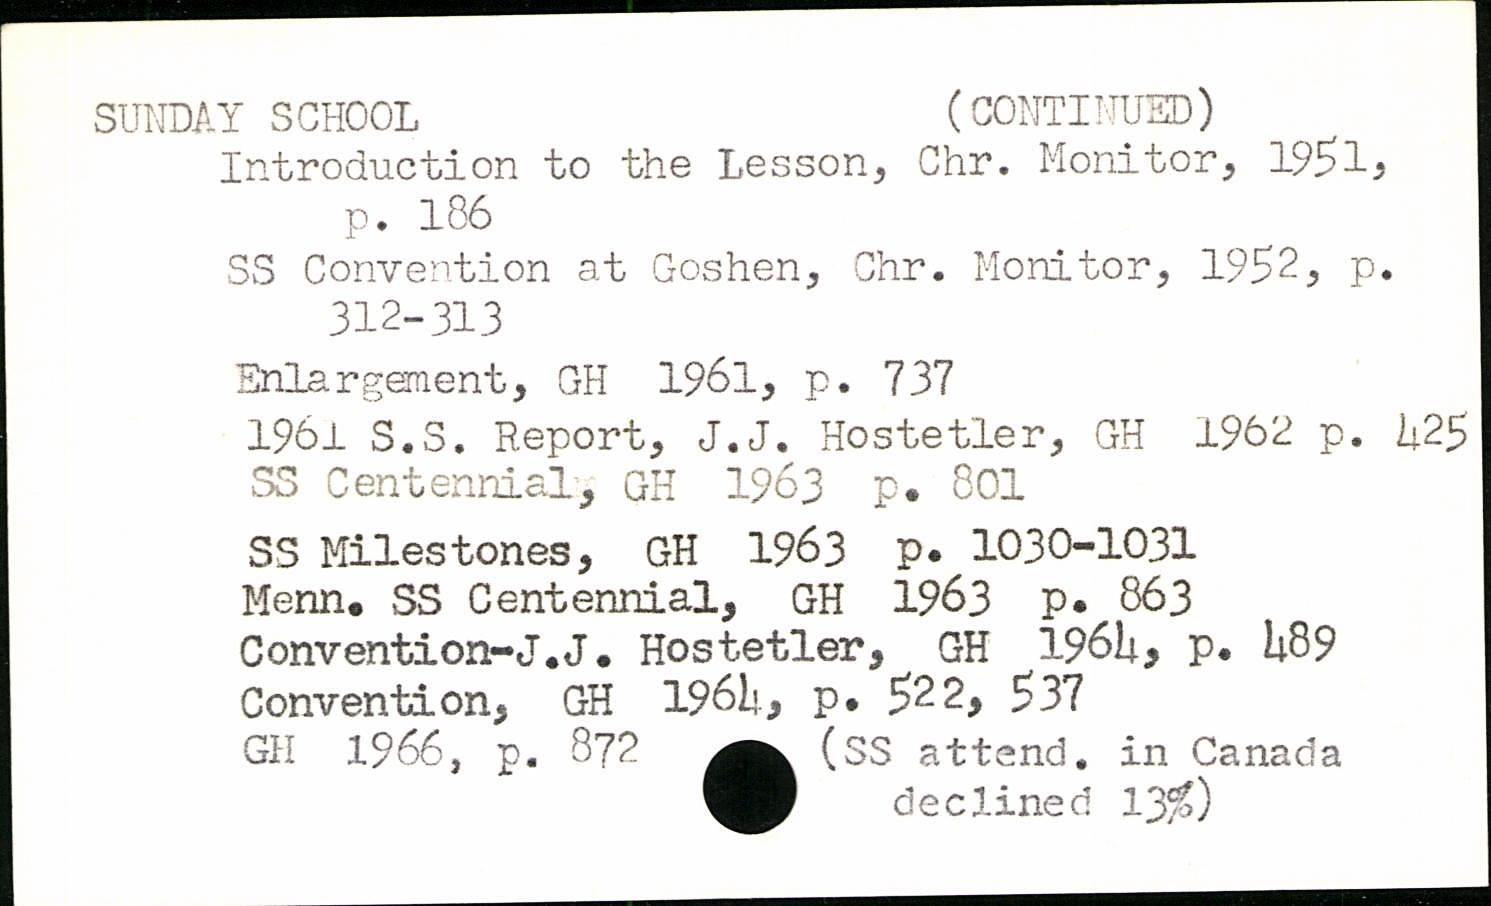 SUNDAY SCHOOL (CONTINUED)
Introduction to the Lesson, Chr. Monitor, 1951,
p. 186
SS Convention at Goshen, Chr. Monitor, 1952, p.
312-313
Enlargement, GH 1961, p. 737
1961 S.S. Report, J.J. Hostetler, GH 1962 p. 425
SS Centennial, GH 1963 p. 801
SS Milestones, GH 1963 p. 1030-1031
Menn. SS Centennial, GH 1963 p. 863
Convention-J.J. Hostetler, GH 1964, p. 489
Convention, GH 1964, p. 522, 537
GH 1966, p. 872 (SS attend. in Canada
declined 13%)